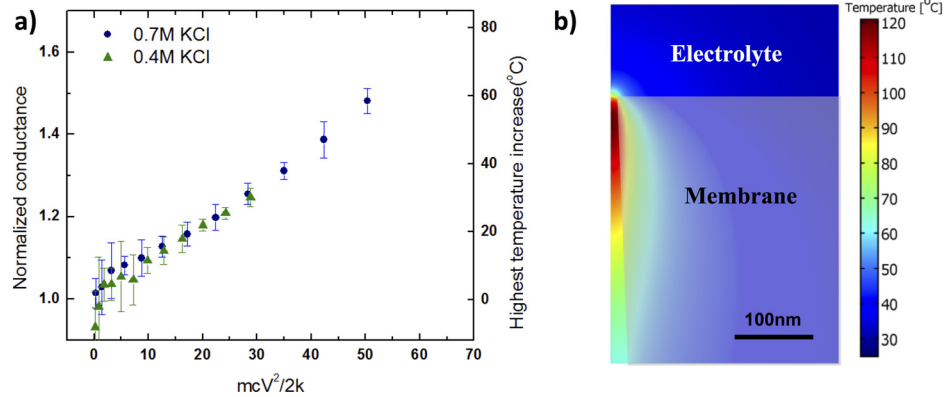 a)
0.7M KCl
0.4M KCl
1.6
1.4
1.2
1.0
Normalized conductance
80
60
40
20
0
Highest temperature increase(°C)
0
10
20
30
40
50
60
70
mcV²/2k
b)
Temperature [°C]
Electrolyte
Membrane
100nm
120
110
100
90
80
70
60
50
40
30